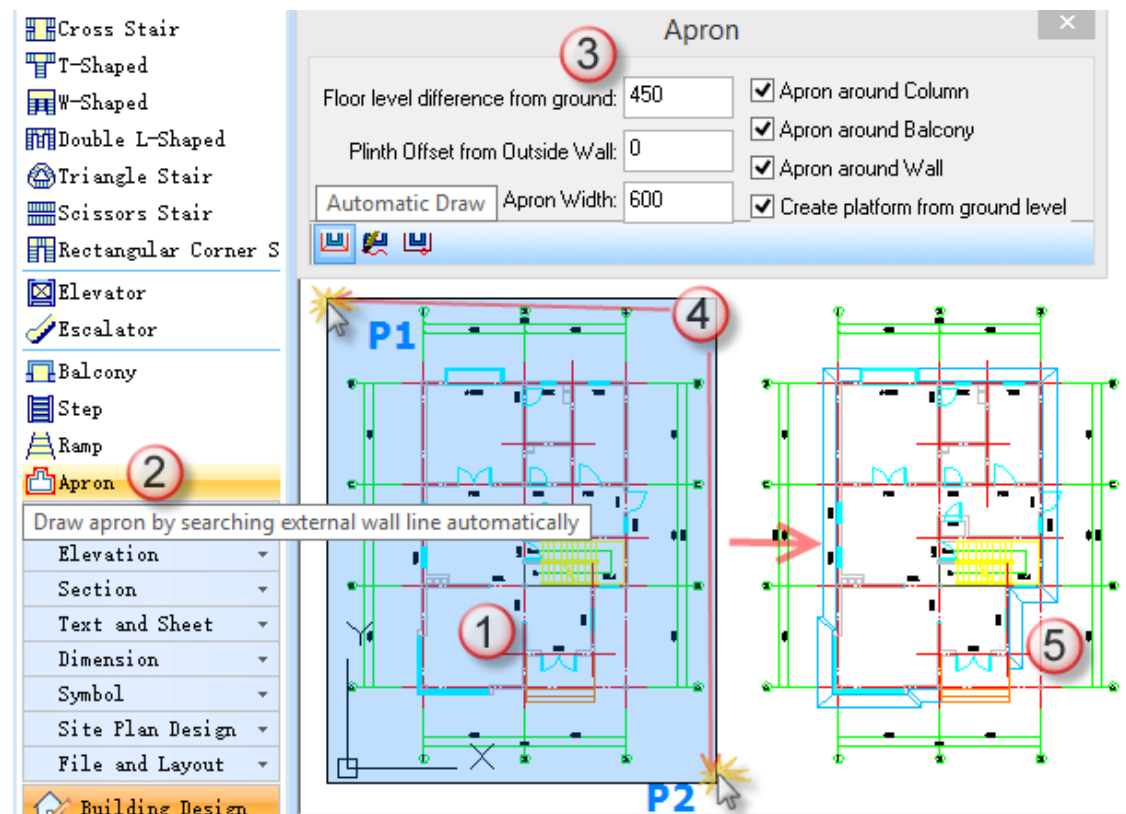 Cross Stair
T-Shaped
W-Shaped
Double L-Shaped
Triangle Stair
Scissors Stair
Rectangular Corner S
Elevator
Escalator
Balcony
Step
Ramp
Apron
2
Draw apron by searching external wall line automatically
Elevation
Section
Text and Sheet
Dimension
Symbol
Site Plan Design
File and Layout
Building Design
Apron
3
Floor level difference from ground: 450
Plinth Offset from Outside Wall: 0
Automatic Draw
Apron Width: 600
Apron around Column
Apron around Balcony
Apron around Wall
Create platform from ground level
P1
4
1
Y
X
P2
5